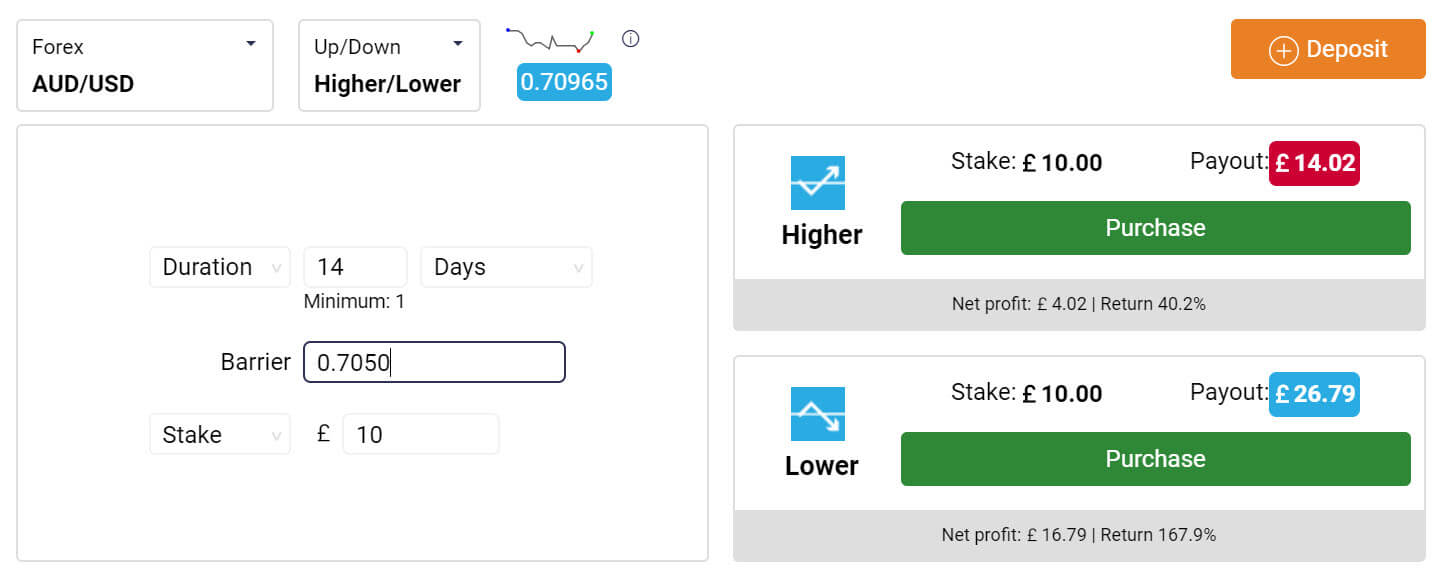 Forex
AUD/USD
Up/Down
Higher/Lower
0.70965
Deposit
Duration
14
Days
Minimum: 1
Barrier
0.7050
Stake
£
10
Higher
Stake: £ 10.00
Payout: £ 14.02
Purchase
Net profit: £ 4.02 | Return 40.2%
Lower
Stake: £ 10.00
Payout: £ 26.79
Purchase
Net profit: £ 16.79 | Return 167.9%